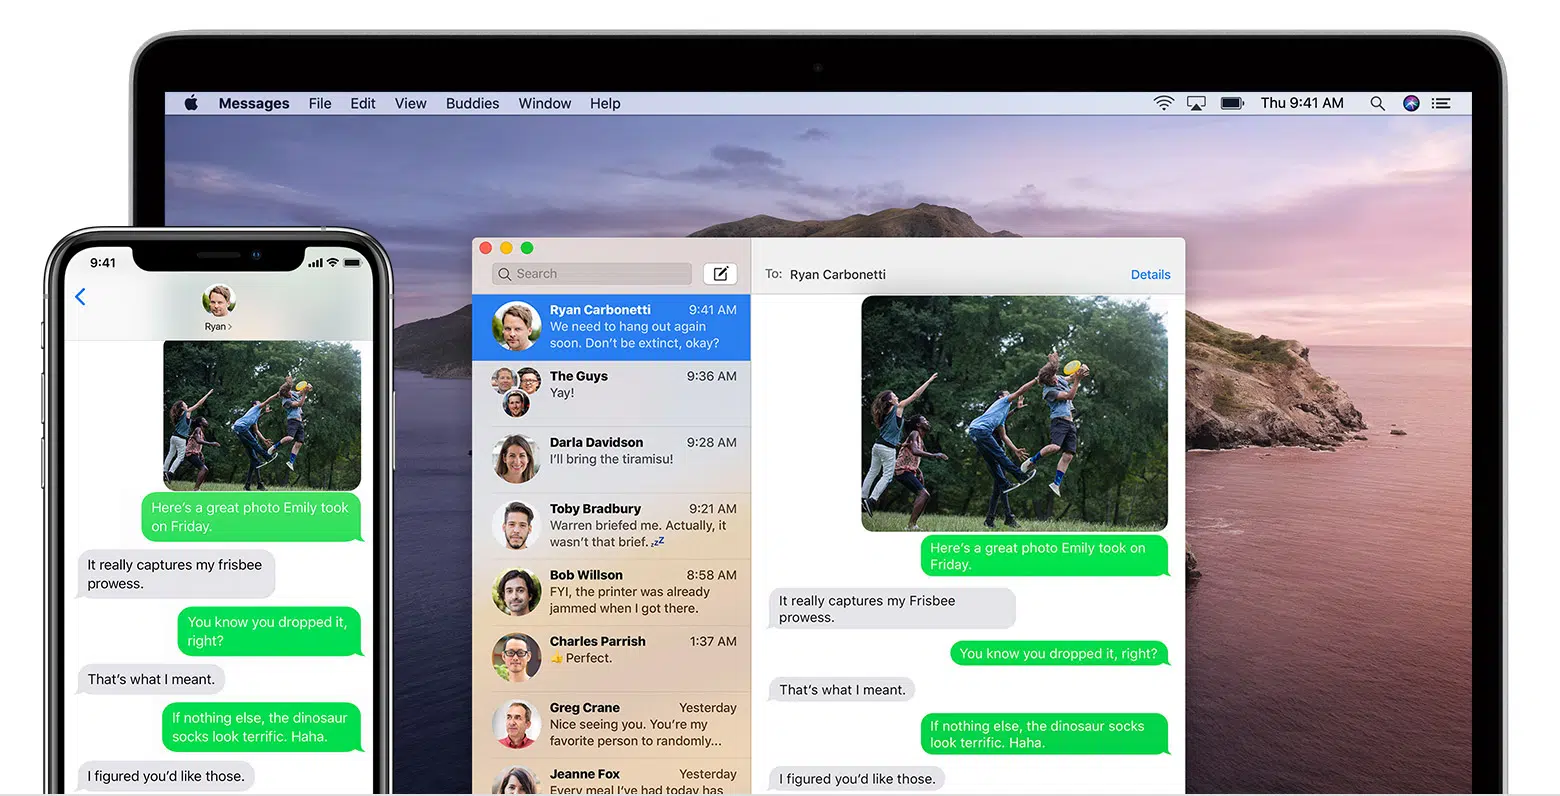 Messages File Edit View Buddies Window Help
Thu 9:41 AM
9:41
Ryan >
Here's a great photo Emily took
on Friday.
It really captures my frisbee
prowess.
You know you dropped it,
right?
That's what I meant.
If nothing else, the dinosaur
socks look terrific. Haha.
I figured you'd like those.
Search
Ryan Carbonetti 9:41 AM
We need to hang out again
soon. Don't be extinct, okay?
The Guys 9:36 AM
Yay!
Darla Davidson 9:28 AM
I'll bring the tiramisu!
Toby Bradbury 9:21 AM
Warren briefed me. Actually, it
wasn't that brief. 💤
Bob Willson 8:58 AM
FYI, the printer was already
jammed when I got there.
Charles Parrish 1:37 AM
👍 Perfect.
Greg Crane Yesterday
Nice seeing you. You're my
favorite person to randomly...
Jeanne Fox Yesterday
Every meal I've had today has
To: Ryan Carbonetti Details
Here's a great photo Emily took on
Friday.
It really captures my Frisbee
prowess.
You know you dropped it, right?
That's what I meant.
If nothing else, the dinosaur socks
look terrific. Haha.
I figured you'd like those.